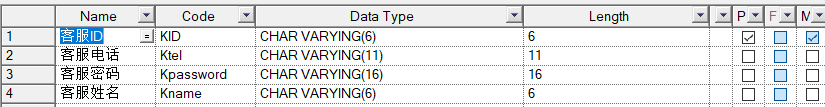 Name Code Data Type Length P F M
1 客服ID = KID CHAR VARYING(6) 6
2 客服电话 Ktel CHAR VARYING(11) 11
3 客服密码 Kpassword CHAR VARYING(16) 16
4 客服姓名 Kname CHAR VARYING(6) 6